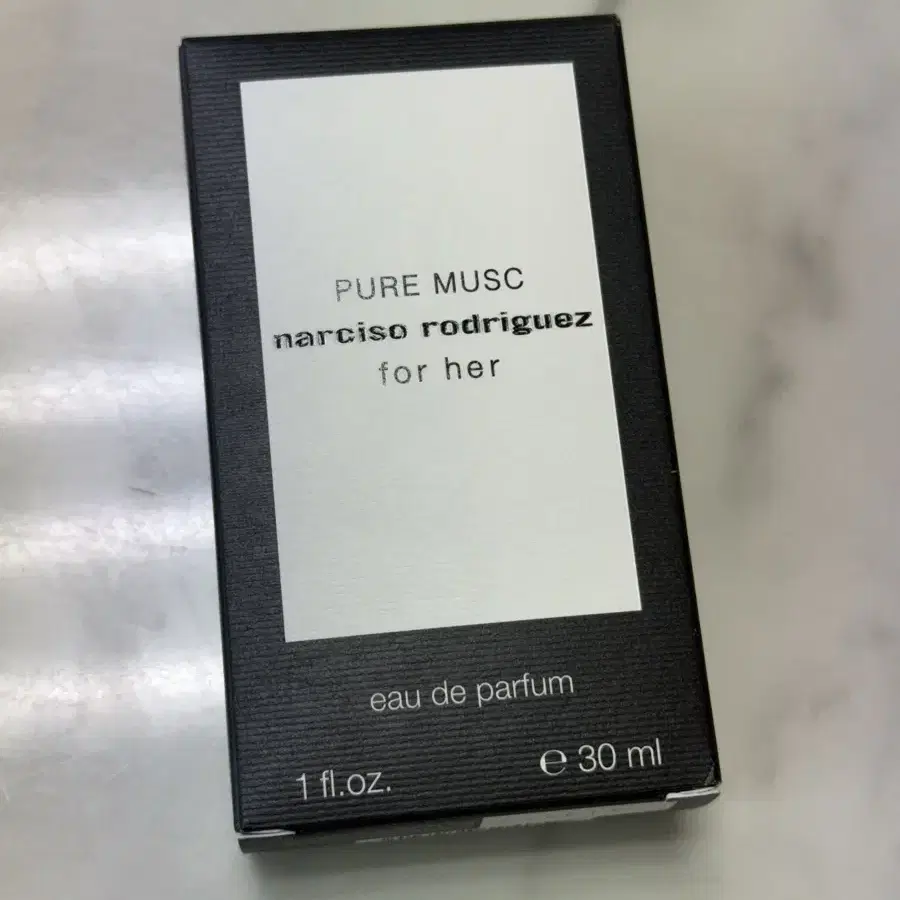 PURE MUSC
narciso rodriguez
for her
eau de parfum
1 fl.oz.
℮ 30 ml